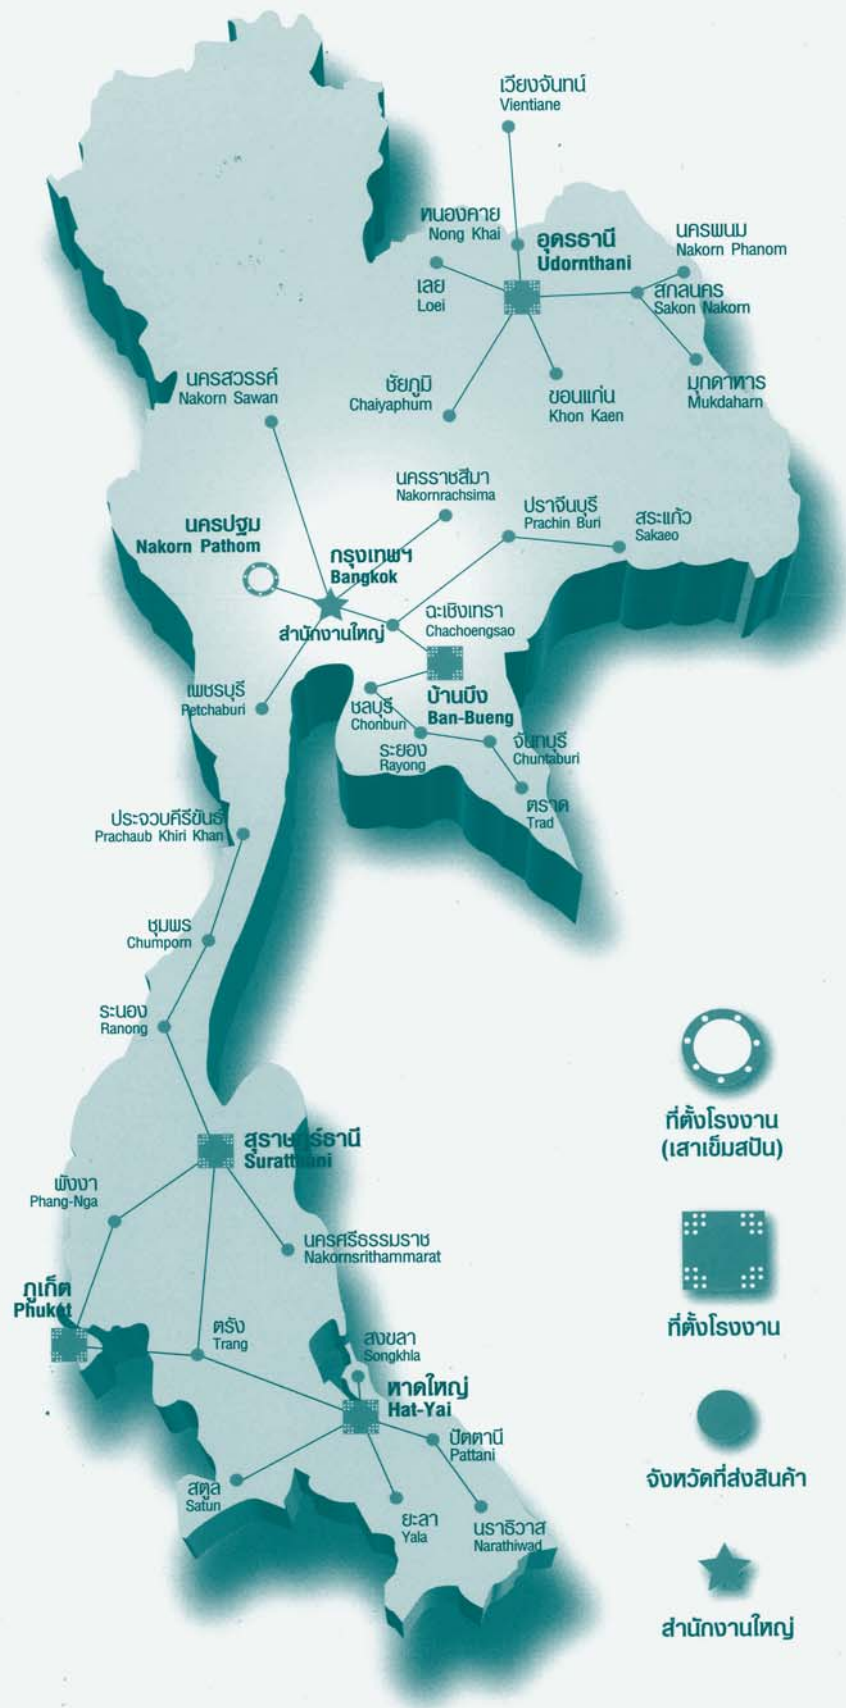 เวียงจันทน์
Vientiane
หนองคาย
Nong Khai
อุดรธานี
Udornthani
นครพนม
Nakorn Phanom
เลย
Loei
สกลนคร
Sakon Nakorn
นครสวรรค์
Nakorn Sawan
ชัยภูมิ
Chaiyaphum
ขอนแก่น
Khon Kaen
มุกดาหาร
Mukdaharn
นครราชสีมา
Nakornrachsima
ปราจีนบุรี
Prachin Buri
สระแก้ว
Sakaeo
นครปฐม
Nakorn Pathom
กรุงเทพฯ
Bangkok
สำนักงานใหญ่
ฉะเชิงเทรา
Chachoengsao
เพชรบุรี
Petchaburi
ชลบุรี
Chonburi
บ้านบึง
Ban-Bueng
ระยอง
Rayong
จันทบุรี
Chuntaburi
ตราด
Trad
ประจวบคีรีขันธ์
Prachaub Khiri Khan
ชุมพร
Chumporn
ระนอง
Ranong
สุราษฎร์ธานี
Suratthani
พังงา
Phang-Nga
นครศรีธรรมราช
Nakornsrithammarat
ภูเก็ต
Phuket
ตรัง
Trang
สงขลา
Songkhla
หาดใหญ่
Hat-Yai
ปัตตานี
Pattani
สตูล
Satun
ยะลา
Yala
นราธิวาส
Narathiwad
ที่ตั้งโรงงาน
(เสาเข็มสปัน)
ที่ตั้งโรงงาน
จังหวัดที่ส่งสินค้า
สำนักงานใหญ่